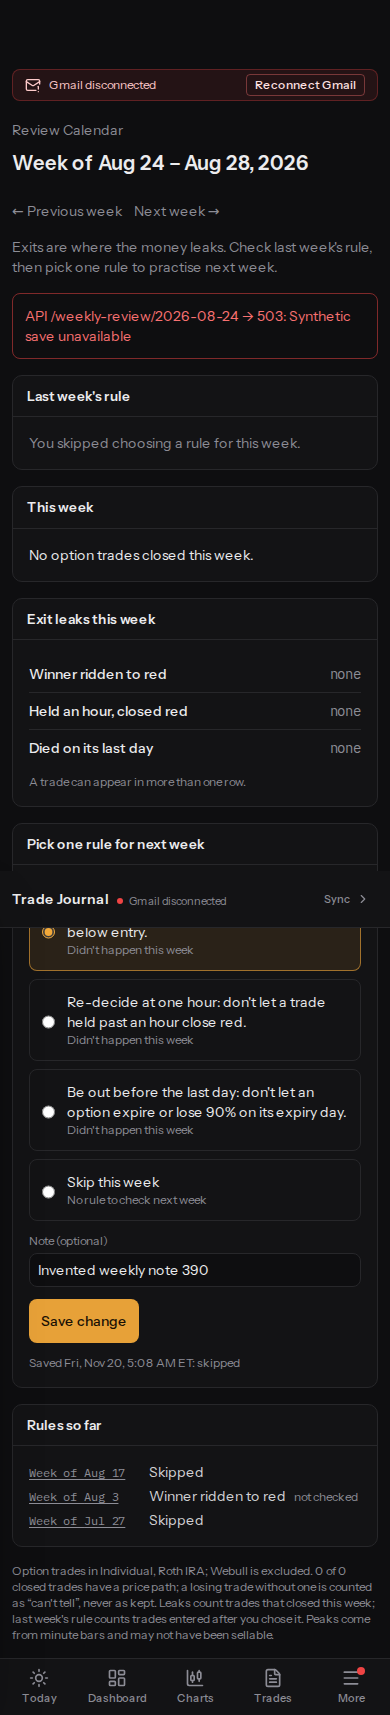 Gmail disconnected
Reconnect Gmail
Review Calendar
Week of Aug 24 – Aug 28, 2026
← Previous week Next week →
Exits are where the money leaks. Check last week's rule,
then pick one rule to practise next week.
API /weekly-review/2026-08-24 → 503: Synthetic
save unavailable
Last week's rule
You skipped choosing a rule for this week.
This week
No option trades closed this week.
Exit leaks this week
Winner ridden to red none
Held an hour, closed red none
Died on its last day none
A trade can appear in more than one row.
Pick one rule for next week
Trade Journal Gmail disconnected Sync
below entry.
Didn't happen this week
Re-decide at one hour: don't let a trade
held past an hour close red.
Didn't happen this week
Be out before the last day: don't let an
option expire or lose 90% on its expiry day.
Didn't happen this week
Skip this week
No rule to check next week
Note (optional)
Invented weekly note 390
Save change
Saved Fri, Nov 20, 5:08 AM ET: skipped
Rules so far
Week of Aug 17 Skipped
Week of Aug 3 Winner ridden to red not checked
Week of Jul 27 Skipped
Option trades in Individual, Roth IRA; Webull is excluded. 0 of 0
closed trades have a price path; a losing trade without one is counted
as “can't tell”, never as kept. Leaks count trades that closed this week;
last week's rule counts trades entered after you chose it. Peaks come
from minute bars and may not have been sellable.
Today Dashboard Charts Trades More